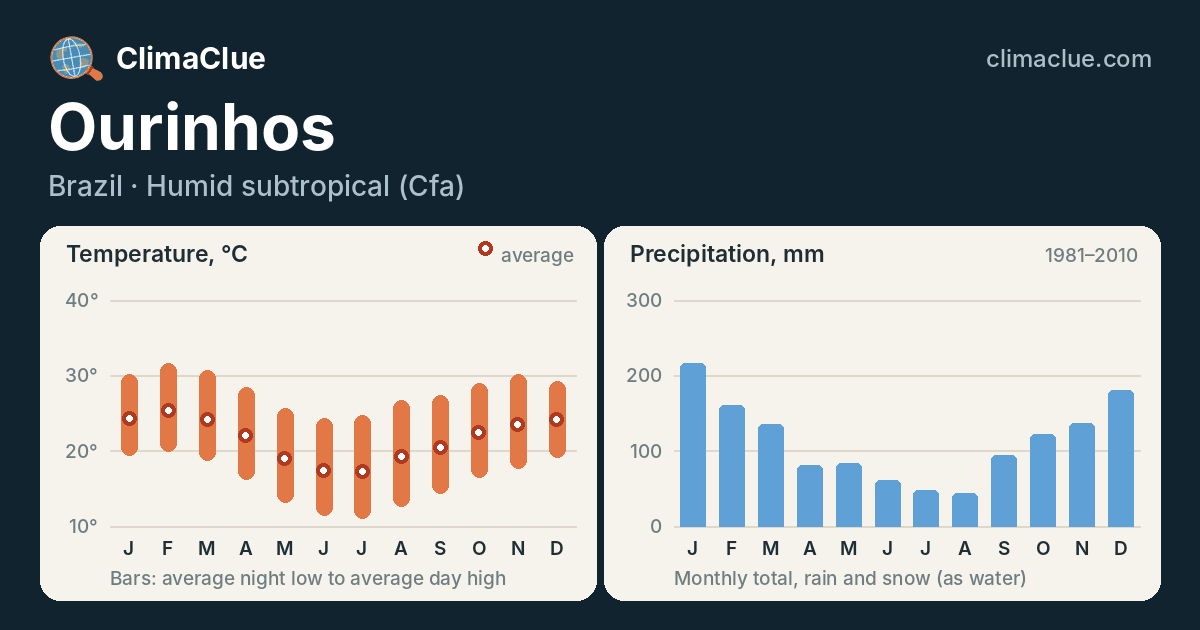 ClimaClue
climaclue.com
Ourinhos
Brazil · Humid subtropical (Cfa)
Temperature, °C
average
40°
30°
20°
10°
J F M A M J J A S O N D
Bars: average night low to average day high
Precipitation, mm
1981–2010
300
200
100
0
J F M A M J J A S O N D
Monthly total, rain and snow (as water)